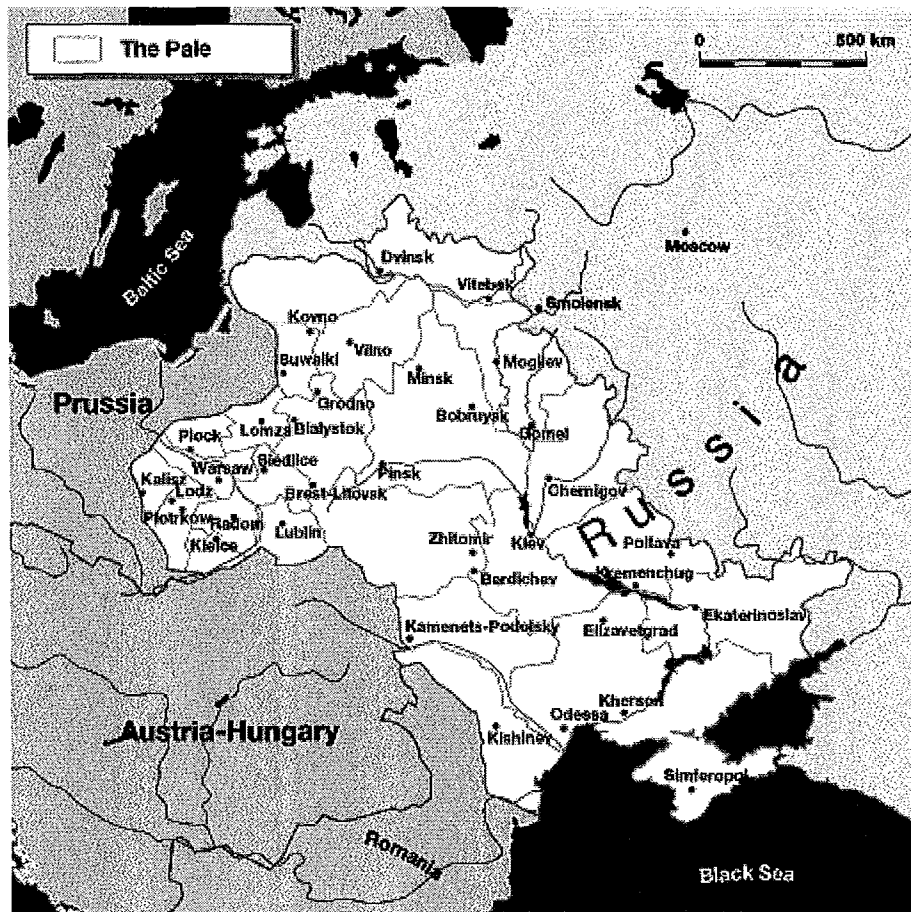 The Pale
0 500 km
Moscow
Baltic Sea
Dvinsk
Vitebsk
Smolensk
Kovno
Vilno
Buwalki
Mogilev
Minsk
Prussia
Grodno
Bobruysk
Lomza
Bialystok
Gomel
Plock
Russia
Warsaw
Siedlice
Pinsk
Kalisz
Lodz
Brest-Litovsk
Chernigov
Piotrkow
Radom
Lublin
Kielce
Zhitomir
Kiev
Poltava
Berdichev
Kremenchug
Ekaterinoslav
Kamenets-Podolsky
Elizavetgrad
Kherson
Odessa
Austria-Hungary
Kishinev
Simferopol
Romania
Black Sea